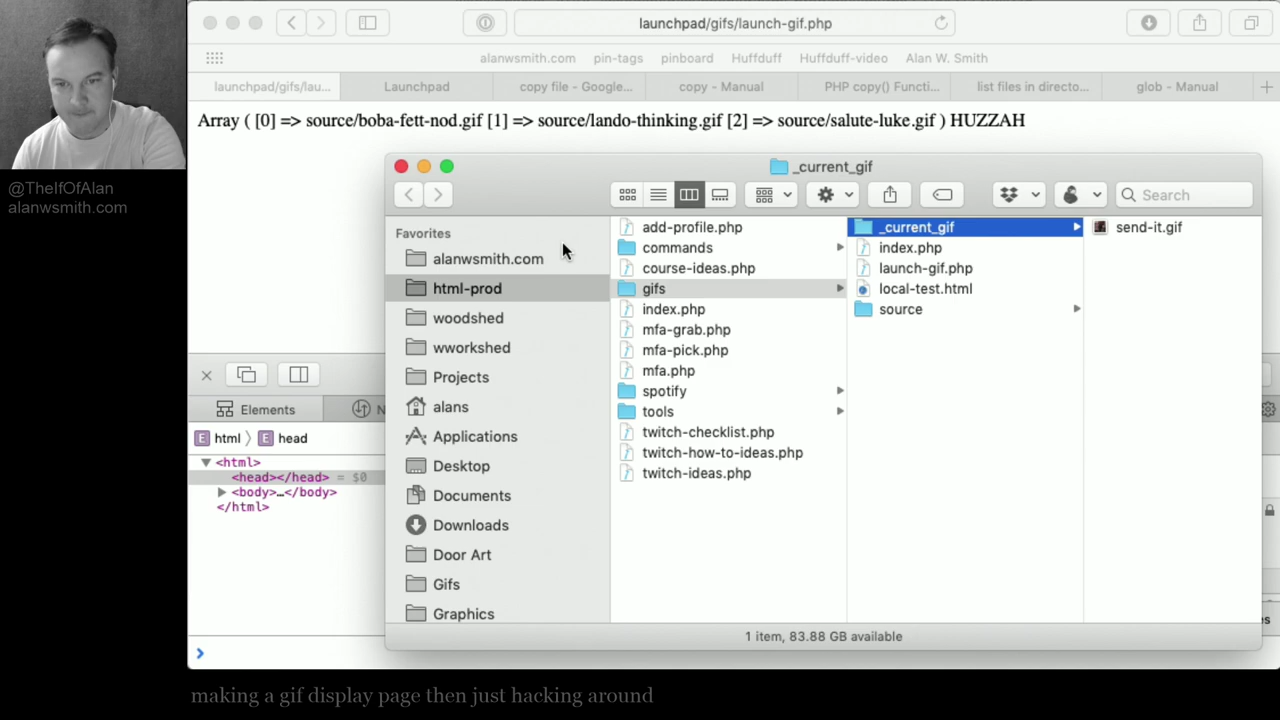 launchpad/gifs/launch-gif.php
alanwsmith.com pin-tags pinboard Huffduff Huffduff-video Alan W. Smith
launchpad/gifs/lau... Launchpad copy file - Google... copy - Manual PHP copy() Functi... list files in directo... glob - Manual
Array ( [0] => source/boba-fett-nod.gif [1] => source/lando-thinking.gif [2] => source/salute-luke.gif ) HUZZAH
@TheIfOfAlan
alanwsmith.com
_current_gif
Search
Favorites
alanwsmith.com
html-prod
woodshed
wworkshed
Projects
alans
Applications
Desktop
Documents
Downloads
Door Art
Gifs
Graphics
add-profile.php
commands
course-ideas.php
gifs
index.php
mfa-grab.php
mfa-pick.php
mfa.php
spotify
tools
twitch-checklist.php
twitch-how-to-ideas.php
twitch-ideas.php
_current_gif
index.php
launch-gif.php
local-test.html
source
send-it.gif
1 item, 83.88 GB available
Elements N
E html E head
<html>
<head></head> = $0
<body>…</body>
</html>
es
making a gif display page then just hacking around